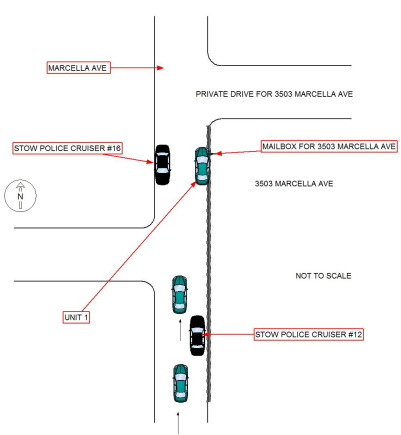 MARCELLA AVE
PRIVATE DRIVE FOR 3503 MARCELLA AVE
STOW POLICE CRUISER #16
MAILBOX FOR 3503 MARCELLA AVE
3503 MARCELLA AVE
N
NOT TO SCALE
UNIT 1
STOW POLICE CRUISER #12